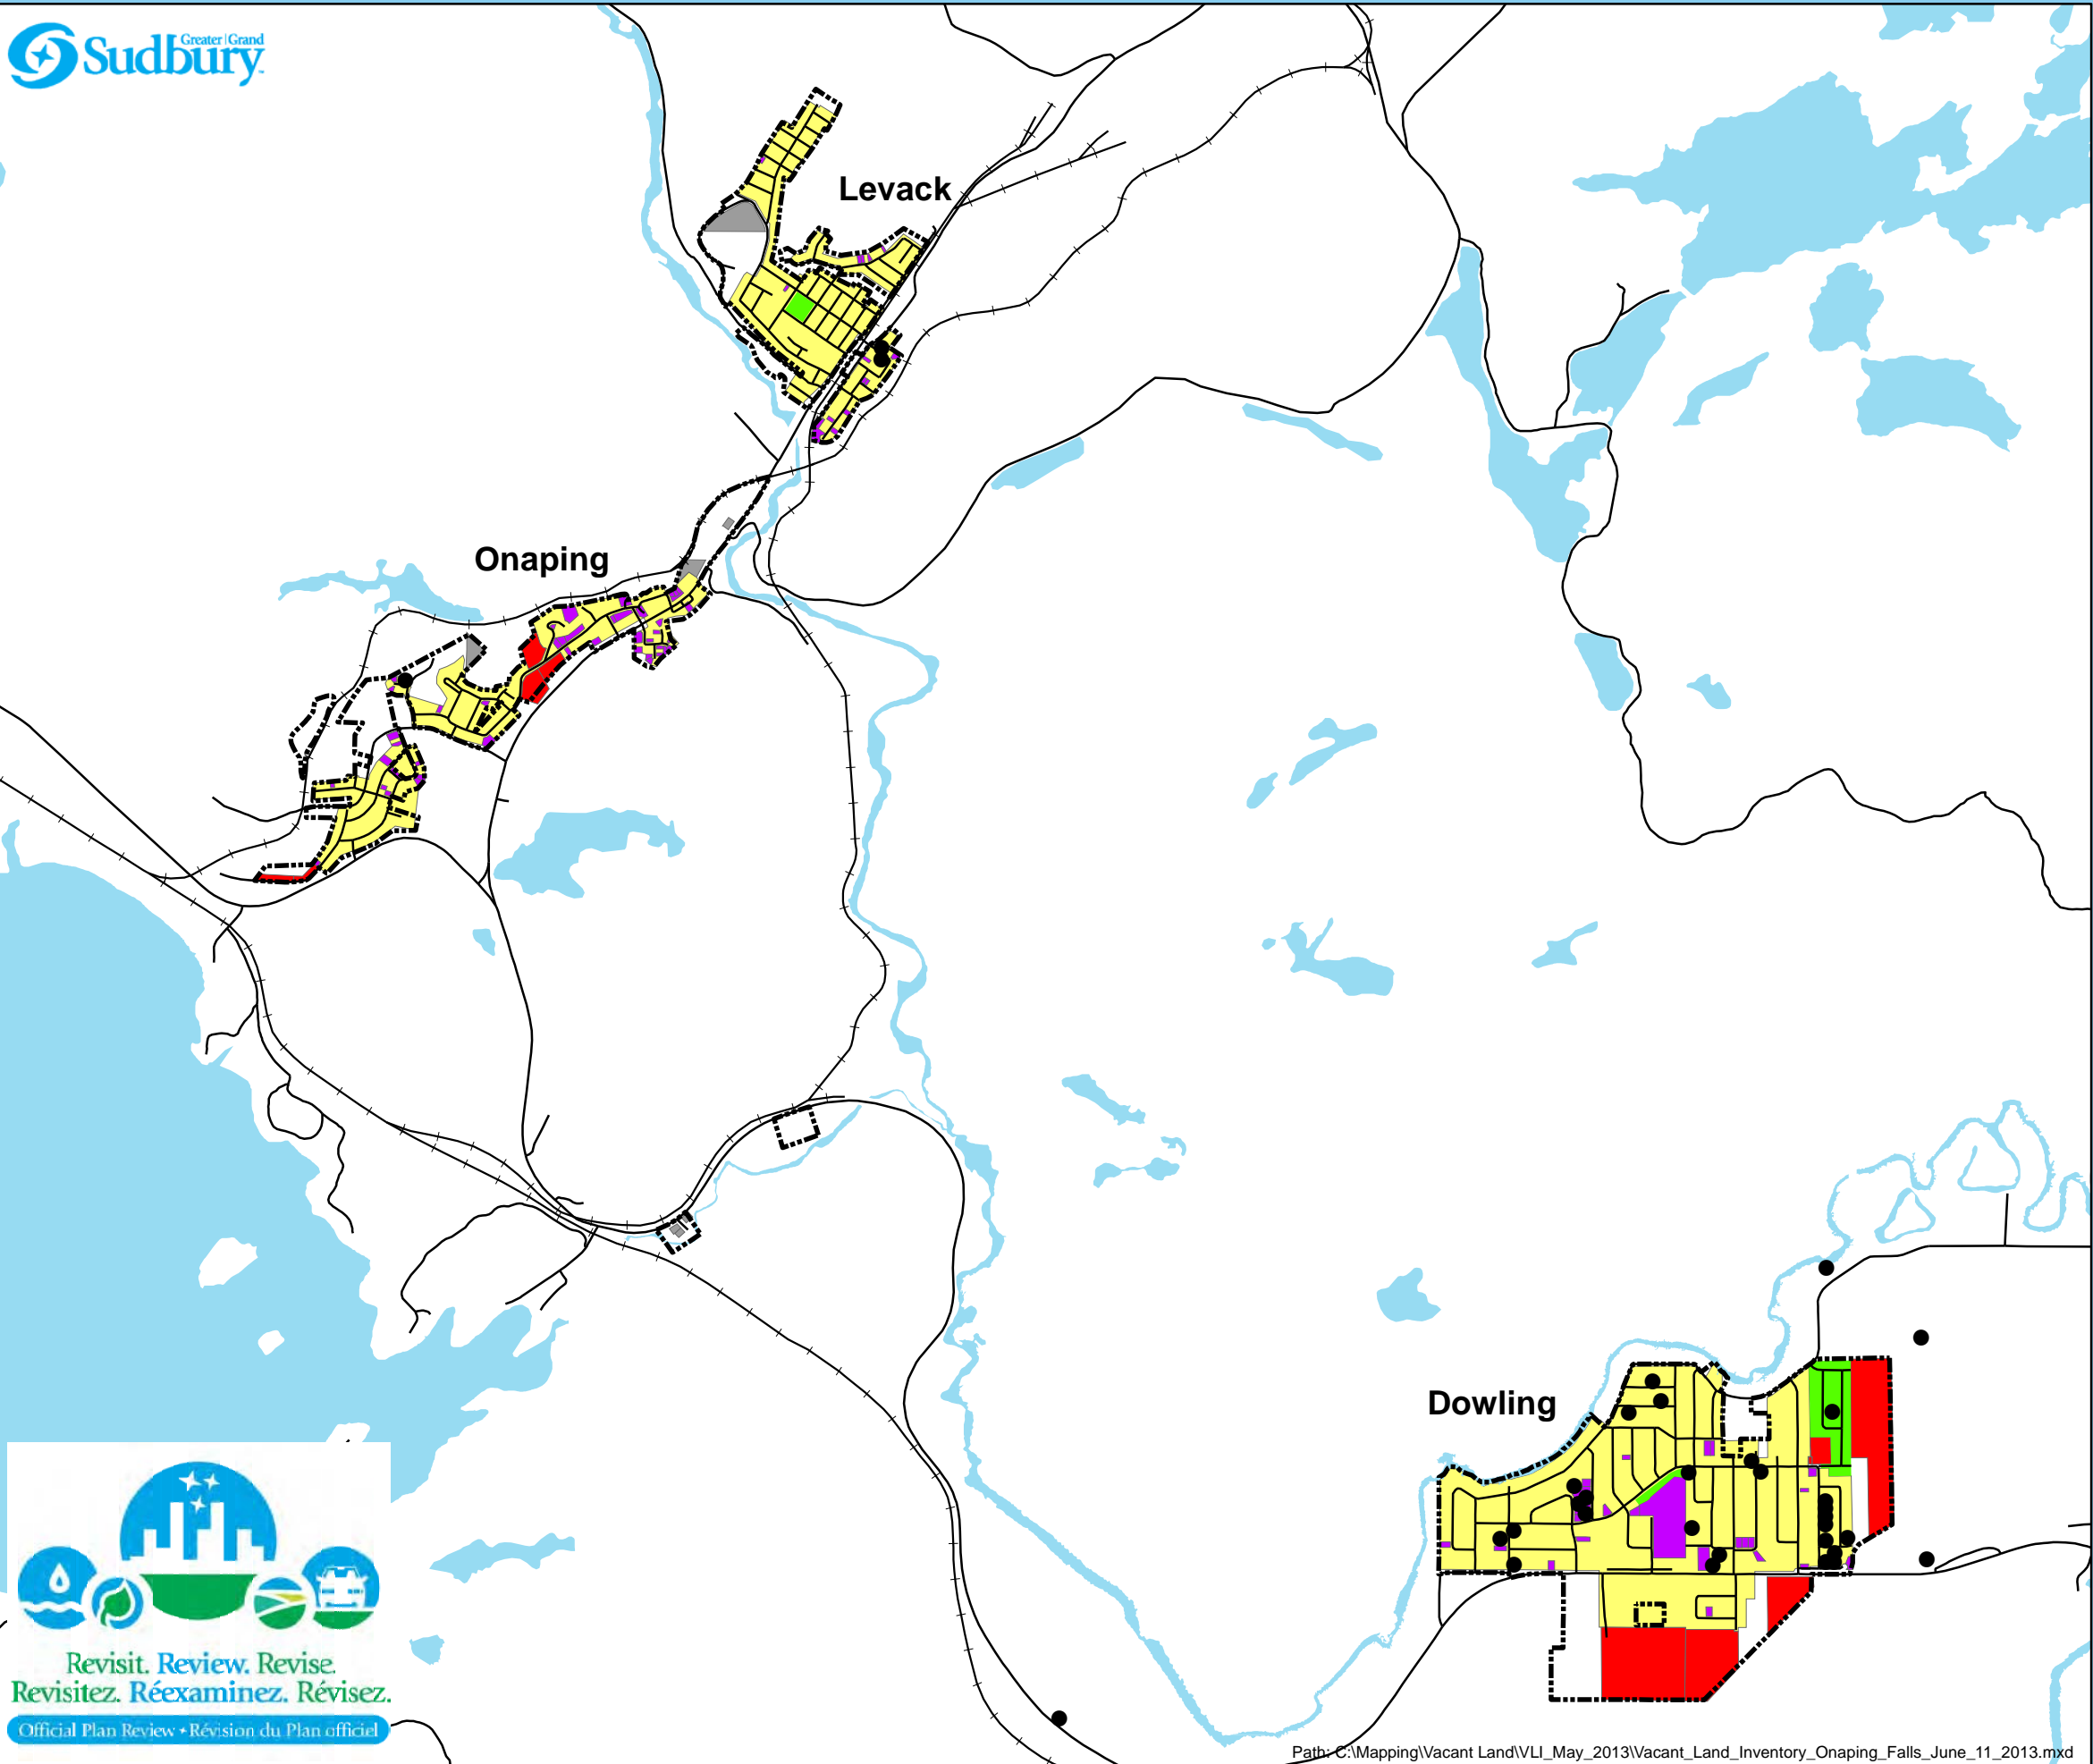 Greater | Grand
Sudbury
Levack
Onaping
Dowling
Revisit. Review. Revise.
Revisitez. Réexaminez. Révisez.
Official Plan Review • Révision du Plan officiel
Path: C:\Mapping\Vacant Land\VLI_May_2013\Vacant_Land_Inventory_Onaping_Falls_June_11_2013.mxd